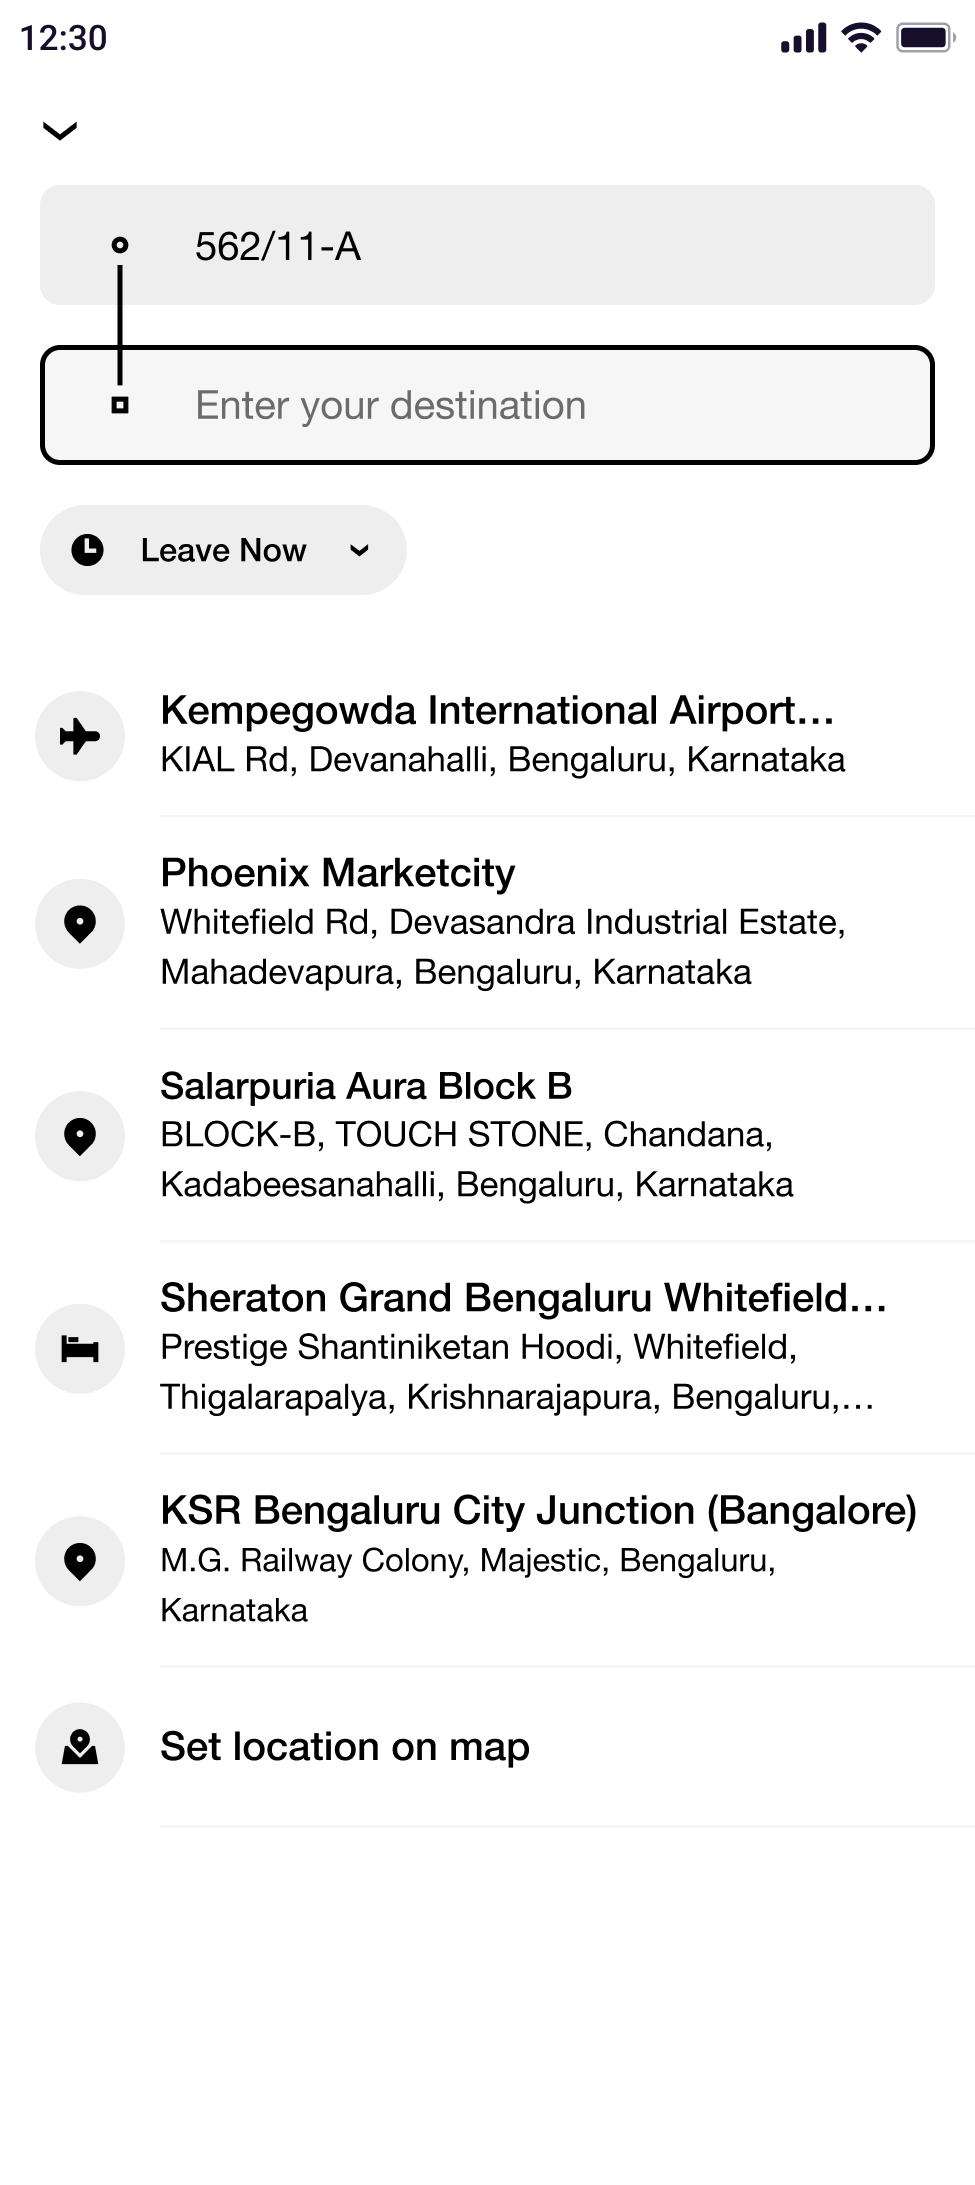 12:30
562/11-A
Enter your destination
Leave Now
Kempegowda International Airport...
KIAL Rd, Devanahalli, Bengaluru, Karnataka
Phoenix Marketcity
Whitefield Rd, Devasandra Industrial Estate,
Mahadevapura, Bengaluru, Karnataka
Salarpuria Aura Block B
BLOCK-B, TOUCH STONE, Chandana,
Kadabeesanahalli, Bengaluru, Karnataka
Sheraton Grand Bengaluru Whitefield...
Prestige Shantiniketan Hoodi, Whitefield,
Thigalarapalya, Krishnarajapura, Bengaluru,...
KSR Bengaluru City Junction (Bangalore)
M.G. Railway Colony, Majestic, Bengaluru,
Karnataka
Set location on map